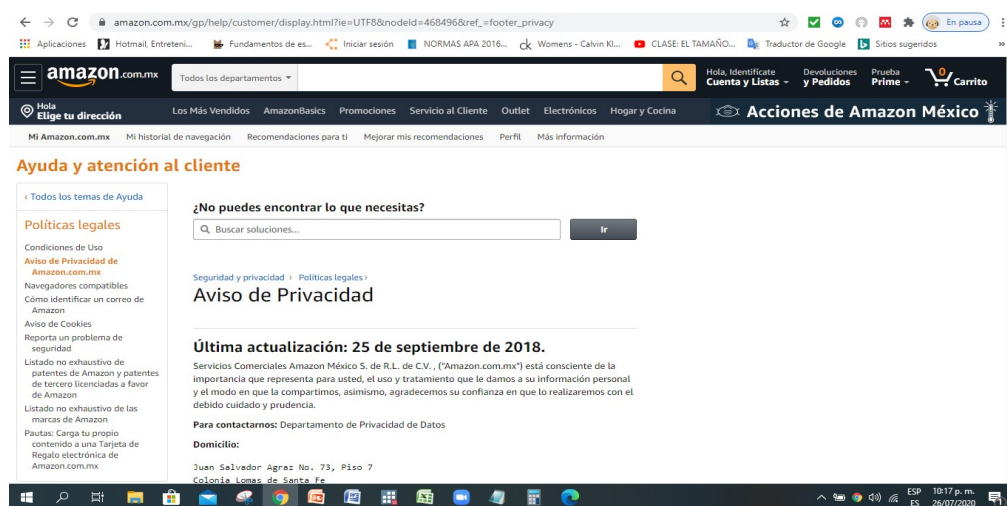 amazon.com.mx/gp/help/customer/display.html?ie=UTF8&nodeId=468496&ref_=footer_privacy
En pausa
Aplicaciones Hotmail, Entreteni... Fundamentos de es... Iniciar sesión NORMAS APA 2016... Womens - Calvin Kl... CLASE: EL TAMAÑO... Traductor de Google Sitios sugeridos »
amazon.com.mx Todos los departamentos Hola, Identifícate Cuenta y Listas Devoluciones y Pedidos Prueba Prime 0 Carrito
Hola
Elige tu dirección
Los Más Vendidos AmazonBasics Promociones Servicio al Cliente Outlet Electrónicos Hogar y Cocina Acciones de Amazon México
Mi Amazon.com.mx Mi historial de navegación Recomendaciones para ti Mejorar mis recomendaciones Perfil Más información
Ayuda y atención al cliente
‹ Todos los temas de Ayuda
Políticas legales
Condiciones de Uso
Aviso de Privacidad de
Amazon.com.mx
Navegadores compatibles
Cómo identificar un correo de
Amazon
Aviso de Cookies
Reporta un problema de
seguridad
Listado no exhaustivo de
patentes de Amazon y patentes
de tercero licenciadas a favor
de Amazon
Listado no exhaustivo de las
marcas de Amazon
Pautas: Carga tu propio
contenido a una Tarjeta de
Regalo electrónica de
Amazon.com.mx
¿No puedes encontrar lo que necesitas?
Buscar soluciones... Ir
Seguridad y privacidad › Políticas legales ›
Aviso de Privacidad
Última actualización: 25 de septiembre de 2018.
Servicios Comerciales Amazon México S. de R.L. de C.V. , ("Amazon.com.mx") está consciente de la
importancia que representa para usted, el uso y tratamiento que le damos a su información personal
y el modo en que la compartimos, asimismo, agradecemos su confianza en que lo realizaremos con el
debido cuidado y prudencia.
Para contactarnos: Departamento de Privacidad de Datos
Domicilio:
Juan Salvador Agraz No. 73, Piso 7
Colonia Lomas de Santa Fe
ESP 10:17 p. m.
ES 26/07/2020